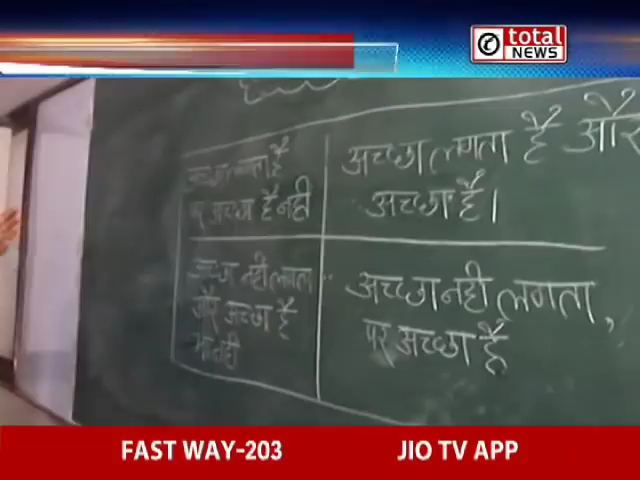 total
NEWS
अच्छा लगता है
पर अच्छा है नही
अच्छा लगता है और
अच्छा है।
अच्छा नही लगता
और अच्छा है
भी नही
अच्छा नही लगता,
पर अच्छा है
FAST WAY-203
JIO TV APP